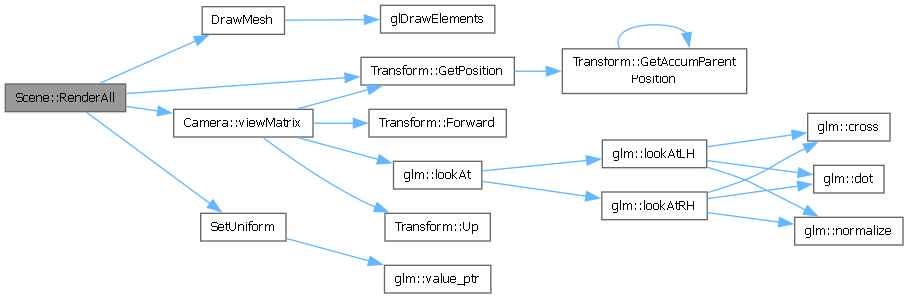 Scene::RenderAll
DrawMesh
glDrawElements
Transform::GetPosition
Transform::GetAccumParent
Position
Camera::viewMatrix
Transform::Forward
glm::lookAt
glm::lookAtLH
glm::lookAtRH
glm::cross
glm::dot
glm::normalize
Transform::Up
SetUniform
glm::value_ptr